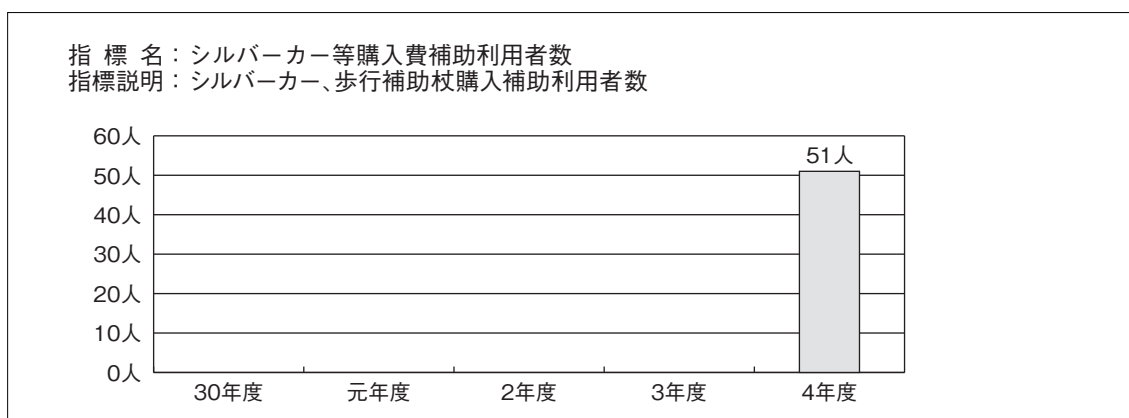 指標名：シルバーカー等購入費補助利用者数
指標説明：シルバーカー、歩行補助杖購入補助利用者数
60人
51人
50人
40人
30人
20人
10人
0人
30年度 元年度 2年度 3年度 4年度